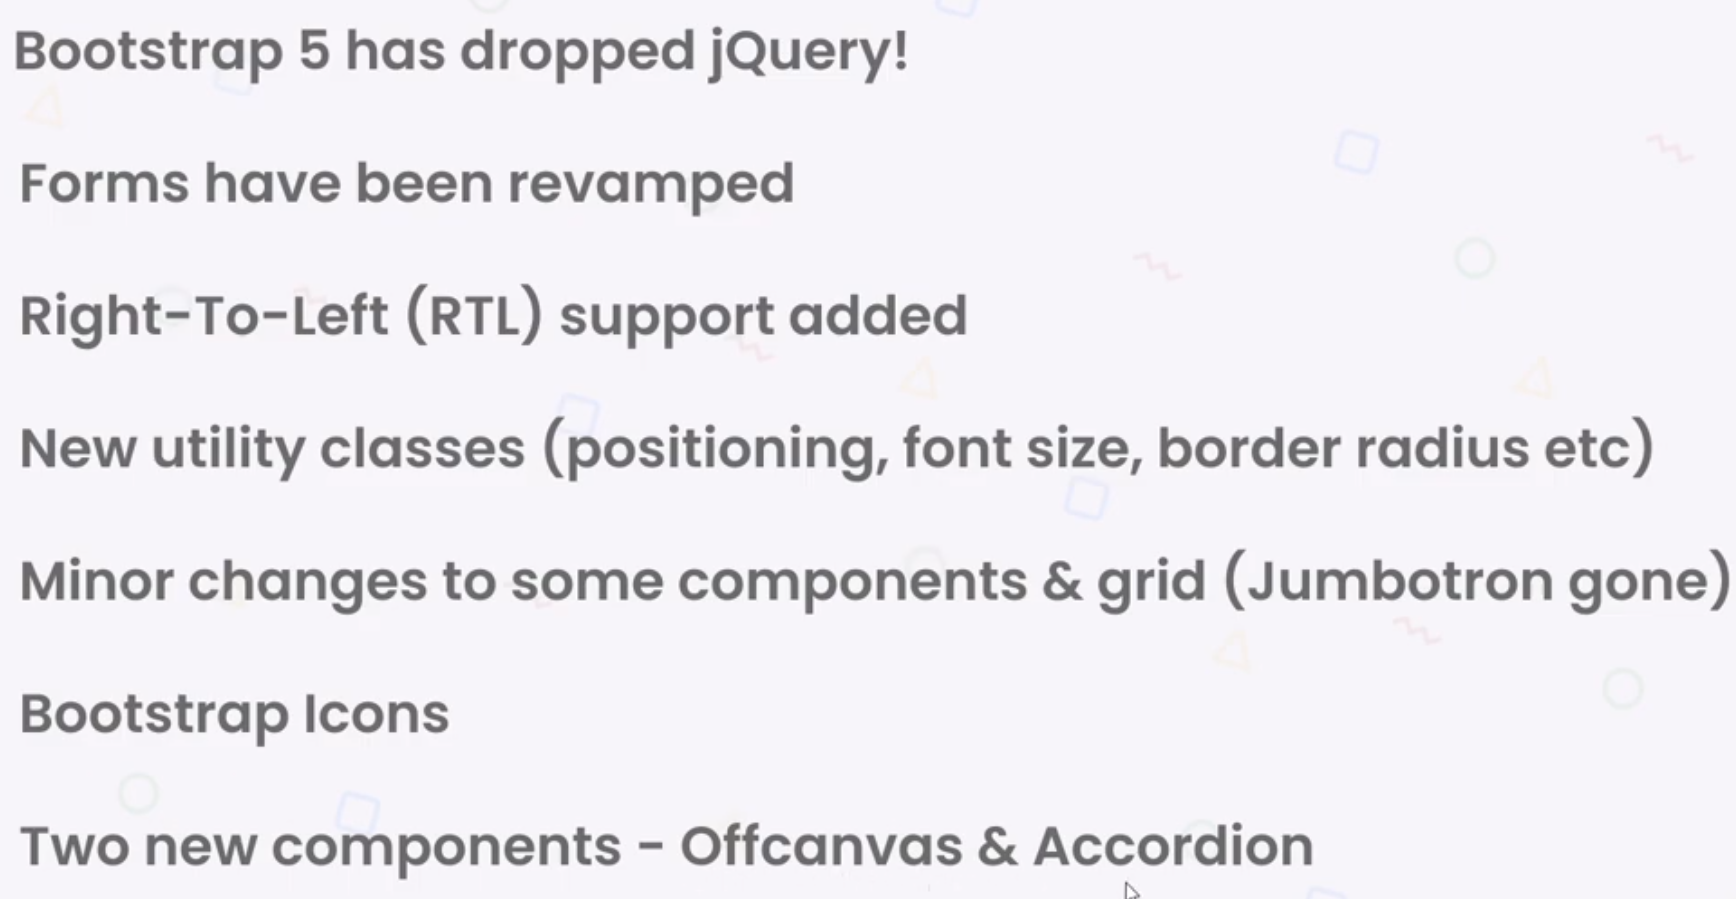 Bootstrap 5 has dropped jQuery!
Forms have been revamped
Right-To-Left (RTL) support added
New utility classes (positioning, font size, border radius etc)
Minor changes to some components & grid (Jumbotron gone)
Bootstrap Icons
Two new components - Offcanvas & Accordion